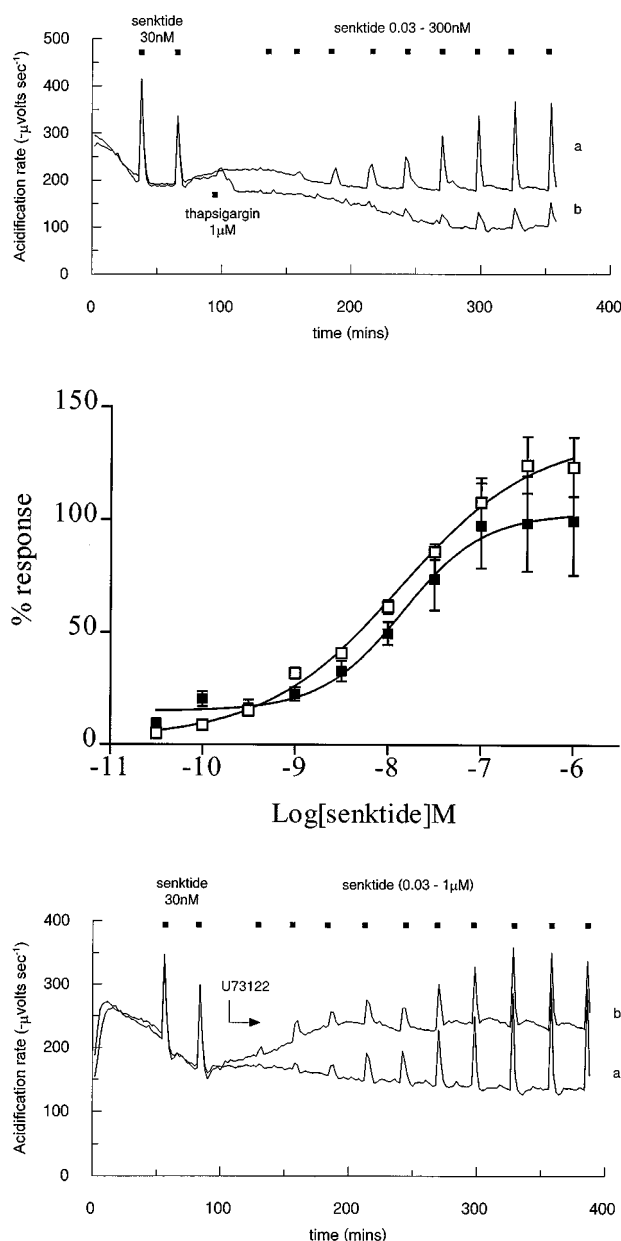 senktide
30nM
senktide 0.03 - 300nM
500
400
300
200
100
0
Acidification rate (-µvolts sec⁻¹)
a
b
thapsigargin
1µM
0
100
200
300
400
time (mins)
150
100
50
0
% response
-11
-10
-9
-8
-7
-6
Log[senktide]M
senktide
30nM
senktide (0.03 - 1µM)
400
300
200
100
0
Acidification rate (-µvolts sec⁻¹)
U73122
b
a
0
100
200
300
400
time (mins)